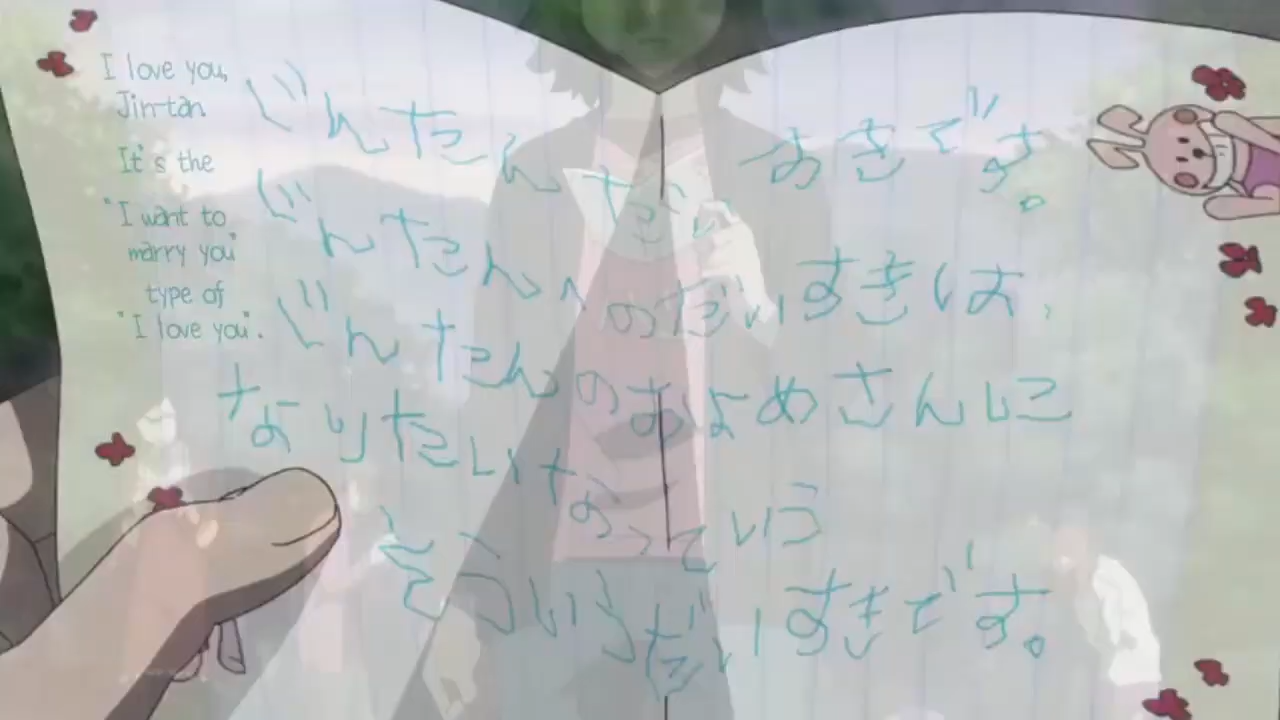 I love you,
Jin-tan.
It's the
"I want to
marry you"
type of
"I love you".
じんたん だいすきです。
じんたんへのだいすきは、
じんたんのおよめさんに
なりたいなっていう
そういうだいすきです。